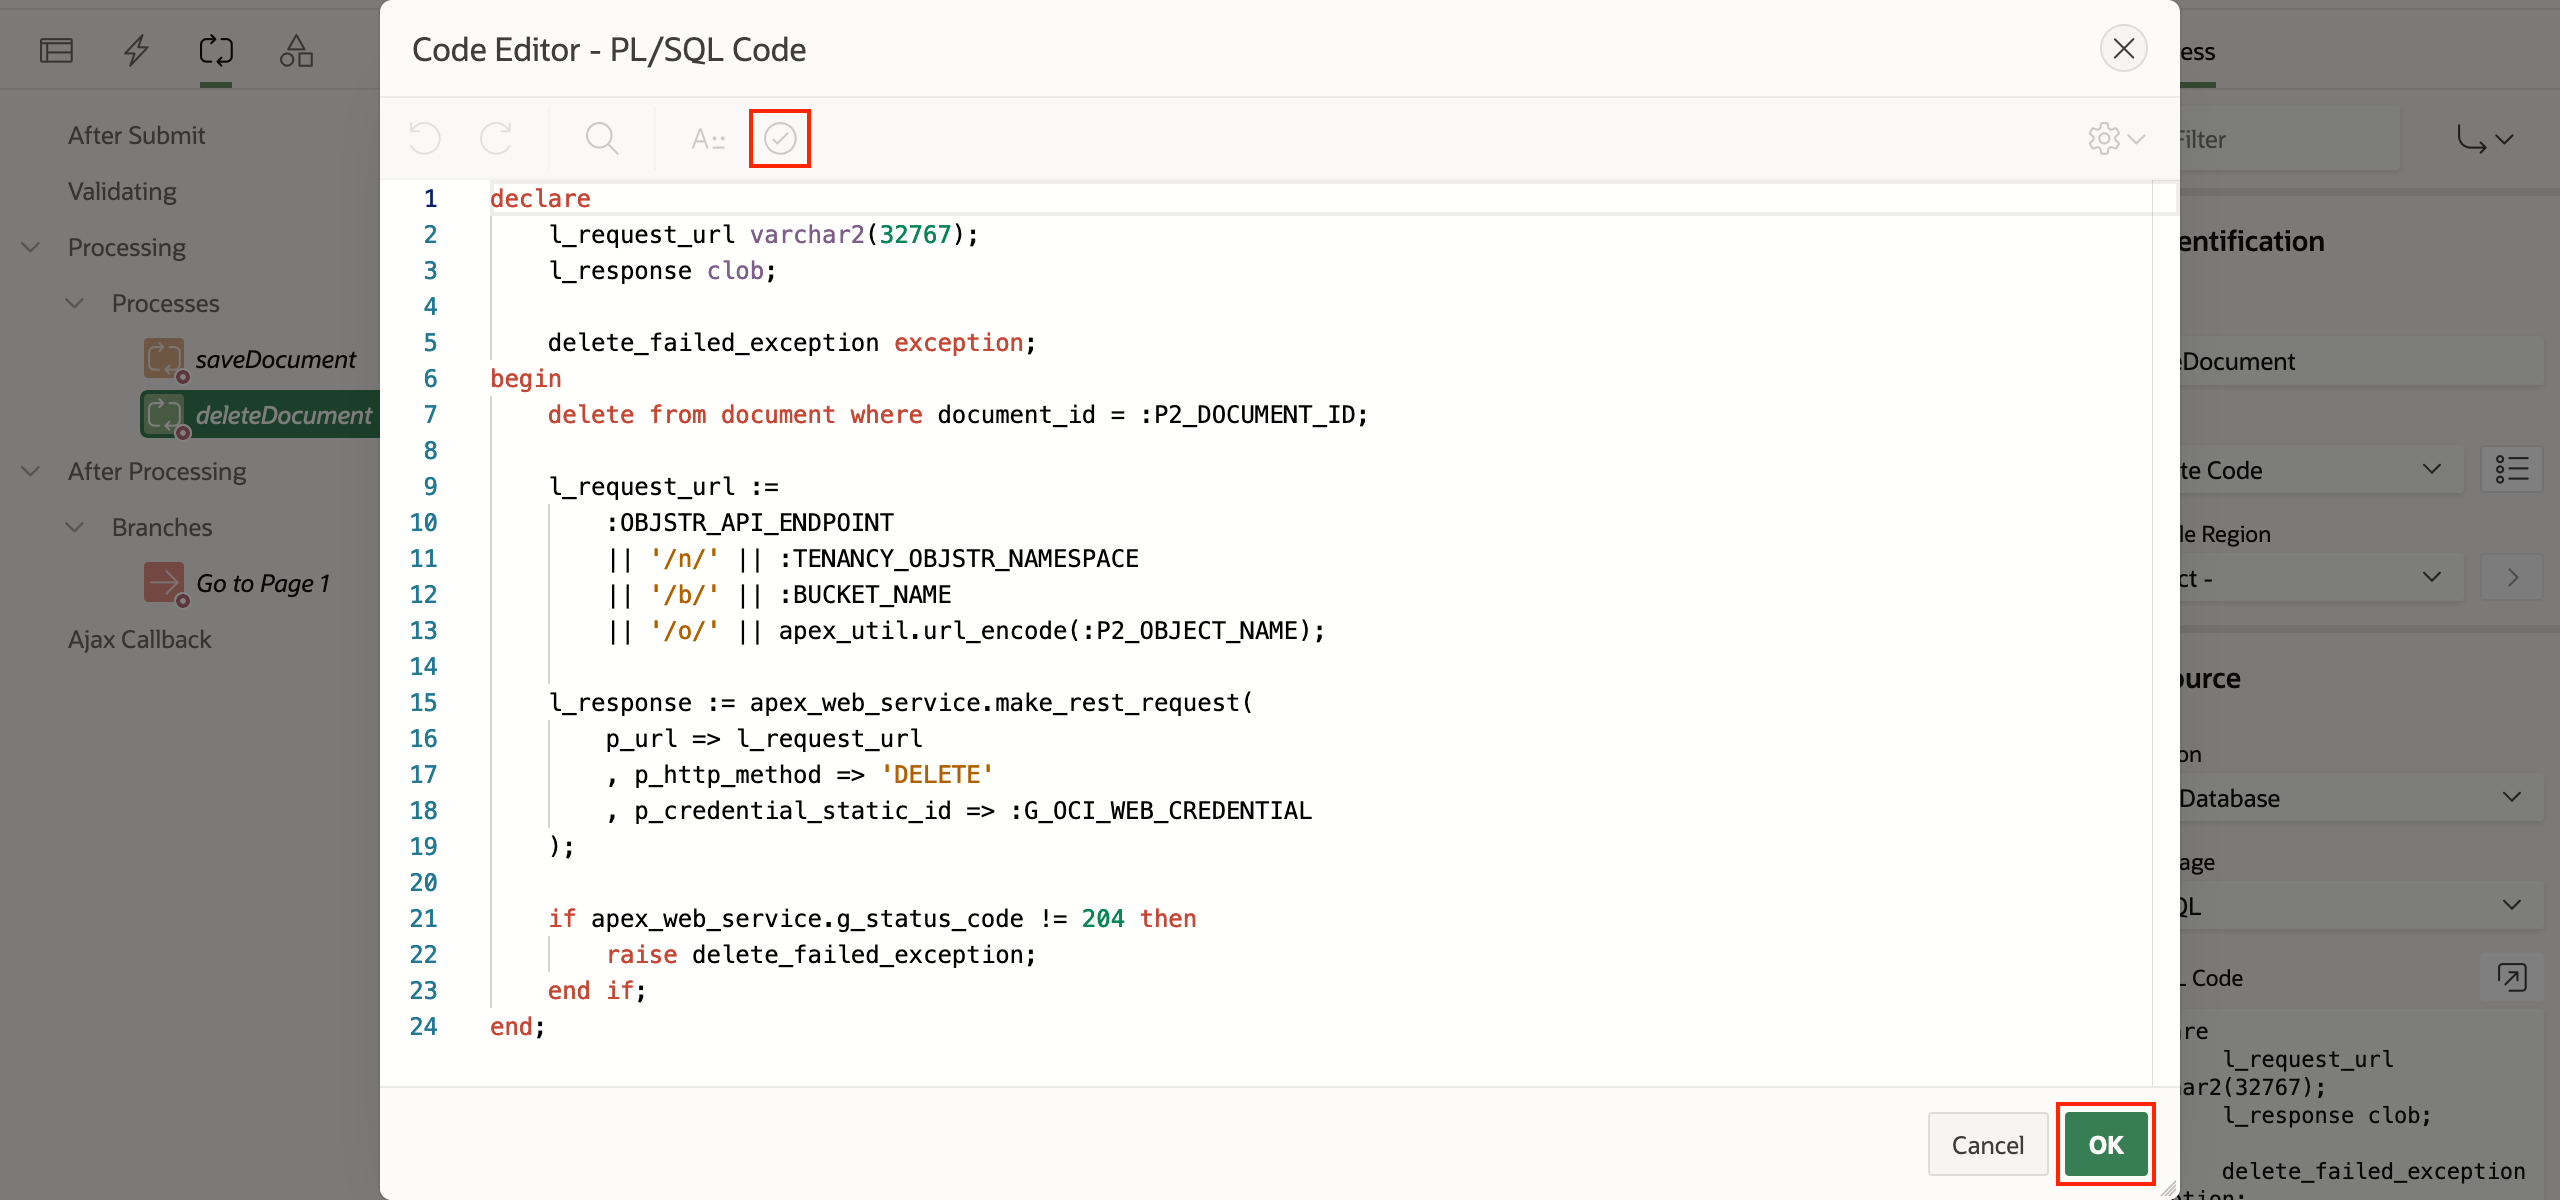 Code Editor - PL/SQL Code
After Submit
Validating
Processing
Processes
saveDocument
deleteDocument
After Processing
Branches
Go to Page 1
Ajax Callback
A::
1 declare
2 l_request_url varchar2(32767);
3 l_response clob;
4
5 delete_failed_exception exception;
6 begin
7 delete from document where document_id = :P2_DOCUMENT_ID;
8
9 l_request_url :=
10 :OBJSTR_API_ENDPOINT
11 || '/n/' || :TENANCY_OBJSTR_NAMESPACE
12 || '/b/' || :BUCKET_NAME
13 || '/o/' || apex_util.url_encode(:P2_OBJECT_NAME);
14
15 l_response := apex_web_service.make_rest_request(
16 p_url => l_request_url
17 , p_http_method => 'DELETE'
18 , p_credential_static_id => :G_OCI_WEB_CREDENTIAL
19 );
20
21 if apex_web_service.g_status_code != 204 then
22 raise delete_failed_exception;
23 end if;
24 end;
Cancel
OK
ess
Filter
entification
eDocument
te Code
le Region
ct -
ource
on
Database
age
QL
L Code
re
l_request_url
ar2(32767);
l_response clob;
delete_failed_exception